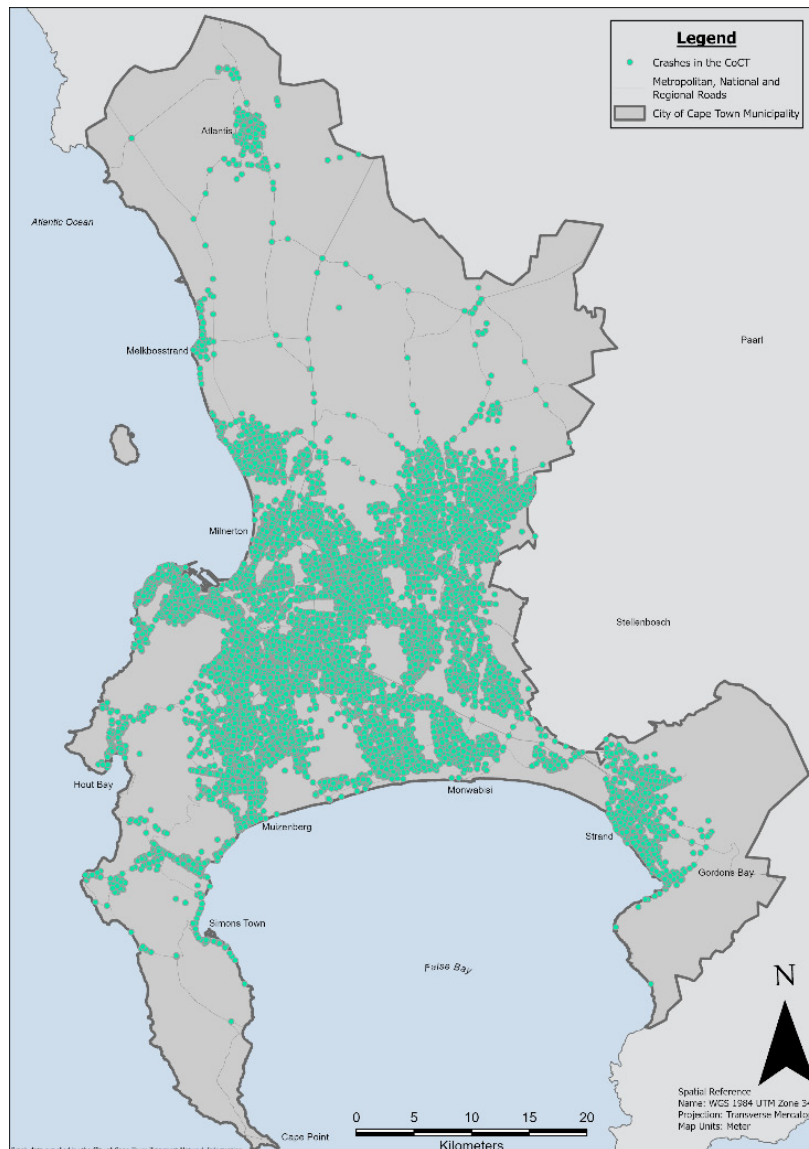 Legend
Crashes in the CoCT
Metropolitan, National and
Regional Roads
City of Cape Town Municipality
Atlantis
Atlantic Ocean
Melkbosstrand
Paarl
Milnerton
Stellenbosch
Hout Bay
Monwabisi
Muizenberg
Strand
Gordons Bay
Simons Town
False Bay
N
Spatial Reference
Name: WGS 1984 UTM Zone 34
Projection: Transverse Mercator
Map Units: Meter
0 5 10 20
Kilometers
Cape Point